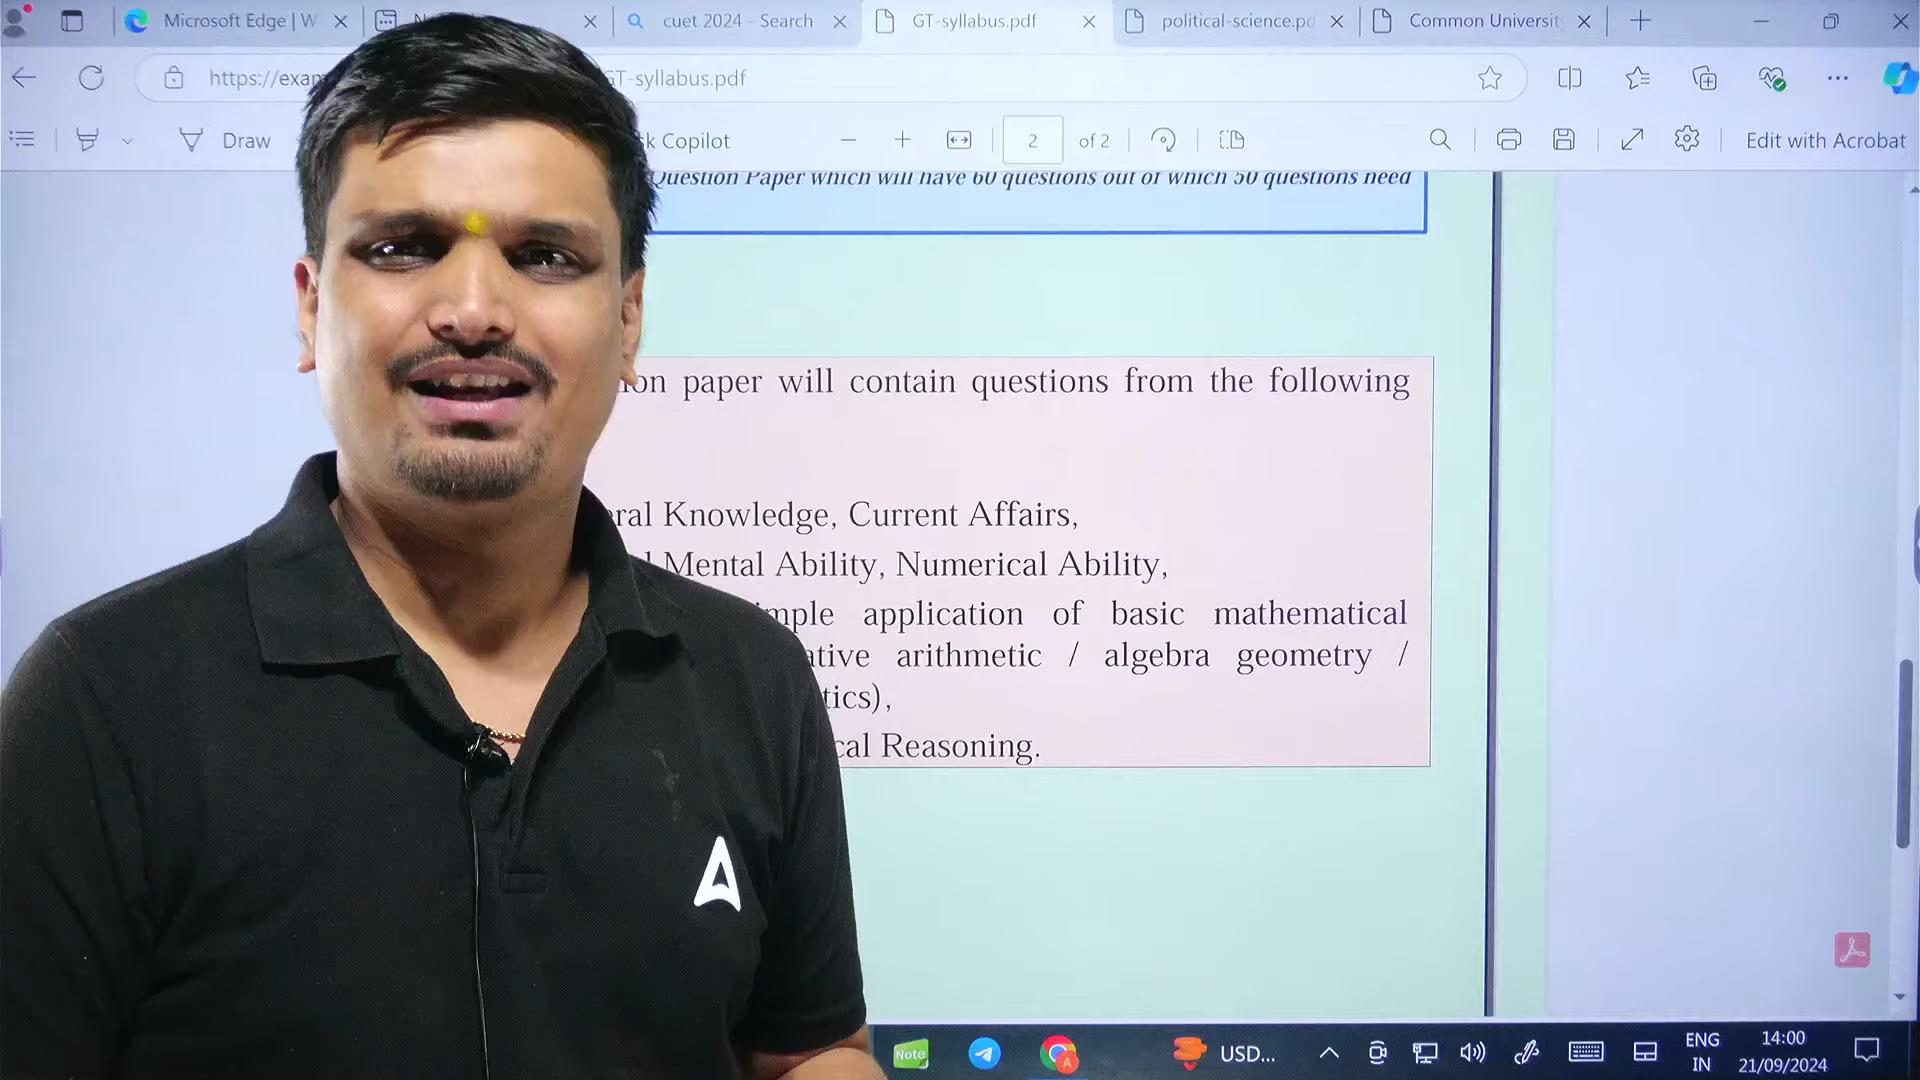 Microsoft Edge | W
cuet 2024 - Search
GT-syllabus.pdf
political-science.pd
Common Universit
https://exam
GT-syllabus.pdf
Draw
k Copilot
2
of 2
Edit with Acrobat
Question Paper which will have 60 questions out of which 50 questions need
on paper will contain questions from the following
ral Knowledge, Current Affairs,
Mental Ability, Numerical Ability,
mple application of basic mathematical
ative arithmetic / algebra geometry /
tics),
cal Reasoning.
Note
USD...
ENG
IN
14:00
21/09/2024